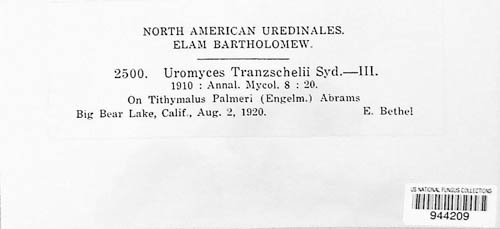 NORTH AMERICAN UREDINALES.
ELAM BARTHOLOMEW.
2500. Uromyces Tranzschelii Syd.—III.
1910 : Annal. Mycol. 8 : 20.
On Tithymalus Palmeri (Engelm.) Abrams
Big Bear Lake, Calif., Aug. 2, 1920. E. Bethel
US NATIONAL FUNGUS COLLECTIONS
944209